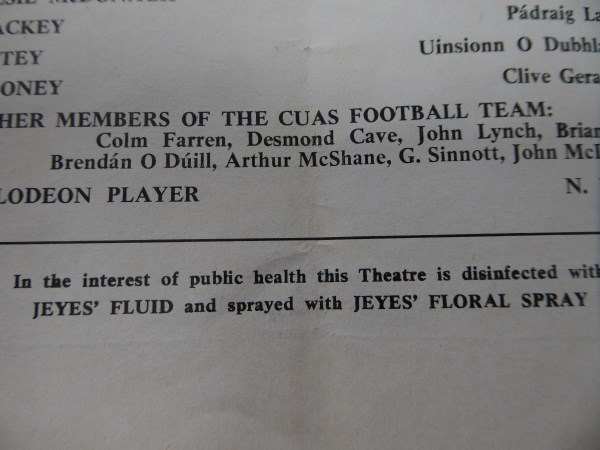 ACKEY Pádraig La
TEY Uinsionn O Dubhla
ONEY Clive Gera
HER MEMBERS OF THE CUAS FOOTBALL TEAM:
Colm Farren, Desmond Cave, John Lynch, Brian
Brendán O Dúill, Arthur McShane, G. Sinnott, John McD
LODEON PLAYER N.
In the interest of public health this Theatre is disinfected with
JEYES' FLUID and sprayed with JEYES' FLORAL SPRAY